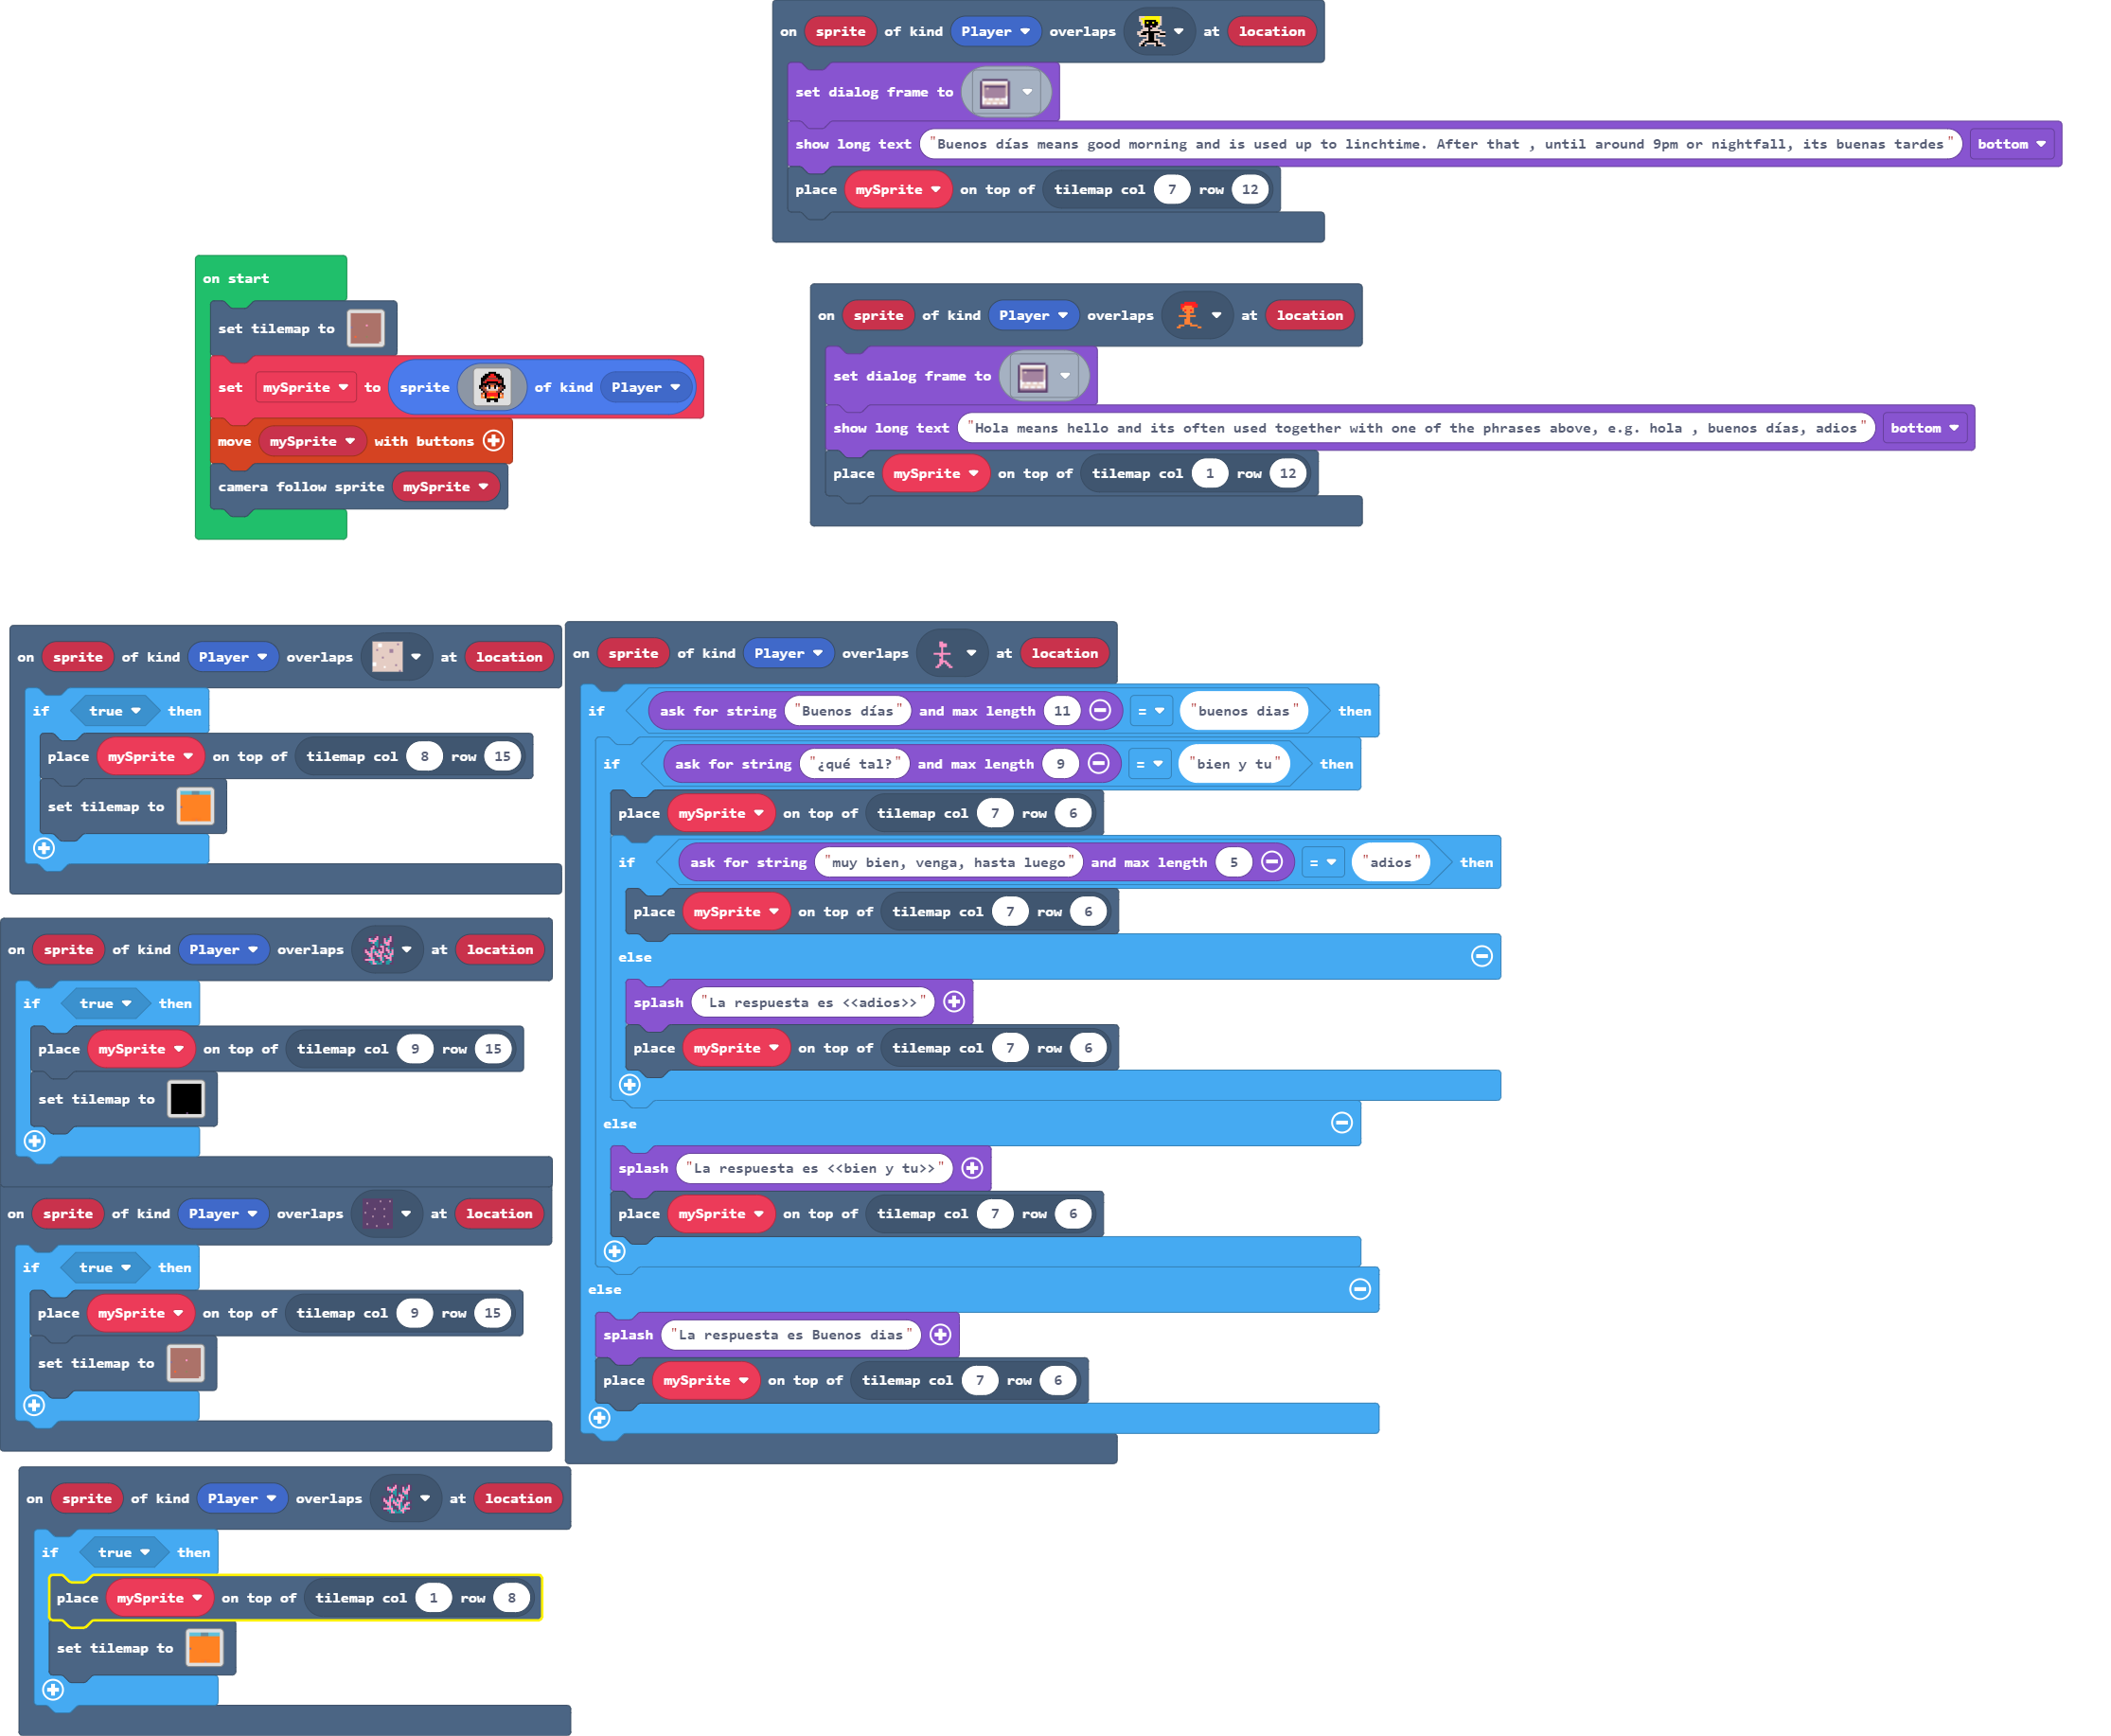 on sprite of kind Player overlaps at location
set dialog frame to
show long text "Buenos días means good morning and is used up to linchtime. After that , until around 9pm or nightfall, its buenas tardes" bottom
place mySprite on top of tilemap col 7 row 12
on start
set tilemap to
set mySprite to sprite of kind Player
move mySprite with buttons
camera follow sprite mySprite
on sprite of kind Player overlaps at location
set dialog frame to
show long text "Hola means hello and its often used together with one of the phrases above, e.g. hola , buenos días, adios" bottom
place mySprite on top of tilemap col 1 row 12
on sprite of kind Player overlaps at location
if true then
place mySprite on top of tilemap col 8 row 15
set tilemap to
on sprite of kind Player overlaps at location
if true then
place mySprite on top of tilemap col 9 row 15
set tilemap to
on sprite of kind Player overlaps at location
if true then
place mySprite on top of tilemap col 9 row 15
set tilemap to
on sprite of kind Player overlaps at location
if true then
place mySprite on top of tilemap col 1 row 8
set tilemap to
on sprite of kind Player overlaps at location
if ask for string "Buenos días" and max length 11 = "buenos dias" then
if ask for string "¿qué tal?" and max length 9 = "bien y tu" then
place mySprite on top of tilemap col 7 row 6
if ask for string "muy bien, venga, hasta luego" and max length 5 = "adios" then
place mySprite on top of tilemap col 7 row 6
else
splash "La respuesta es <<adios>>"
place mySprite on top of tilemap col 7 row 6
else
splash "La respuesta es <<bien y tu>>"
place mySprite on top of tilemap col 7 row 6
else
splash "La respuesta es Buenos dias"
place mySprite on top of tilemap col 7 row 6